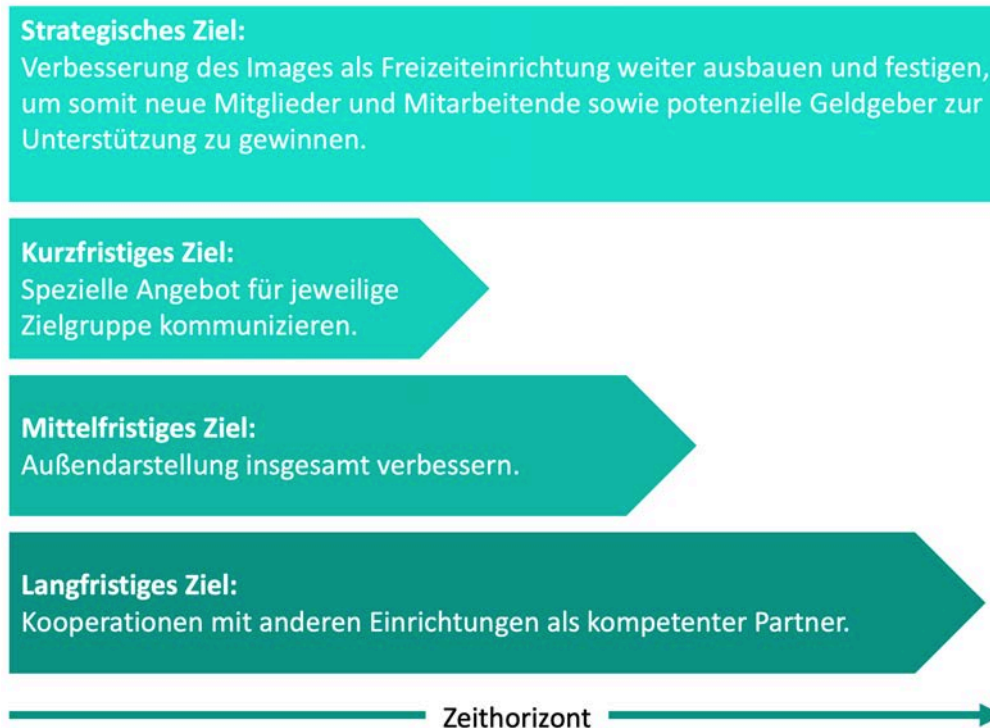 Strategisches Ziel:
Verbesserung des Images als Freizeiteinrichtung weiter ausbauen und festigen,
um somit neue Mitglieder und Mitarbeitende sowie potenzielle Geldgeber zur
Unterstützung zu gewinnen.
Kurzfristiges Ziel:
Spezielle Angebot für jeweilige
Zielgruppe kommunizieren.
Mittelfristiges Ziel:
Außendarstellung insgesamt verbessern.
Langfristiges Ziel:
Kooperationen mit anderen Einrichtungen als kompetenter Partner.
Zeithorizont